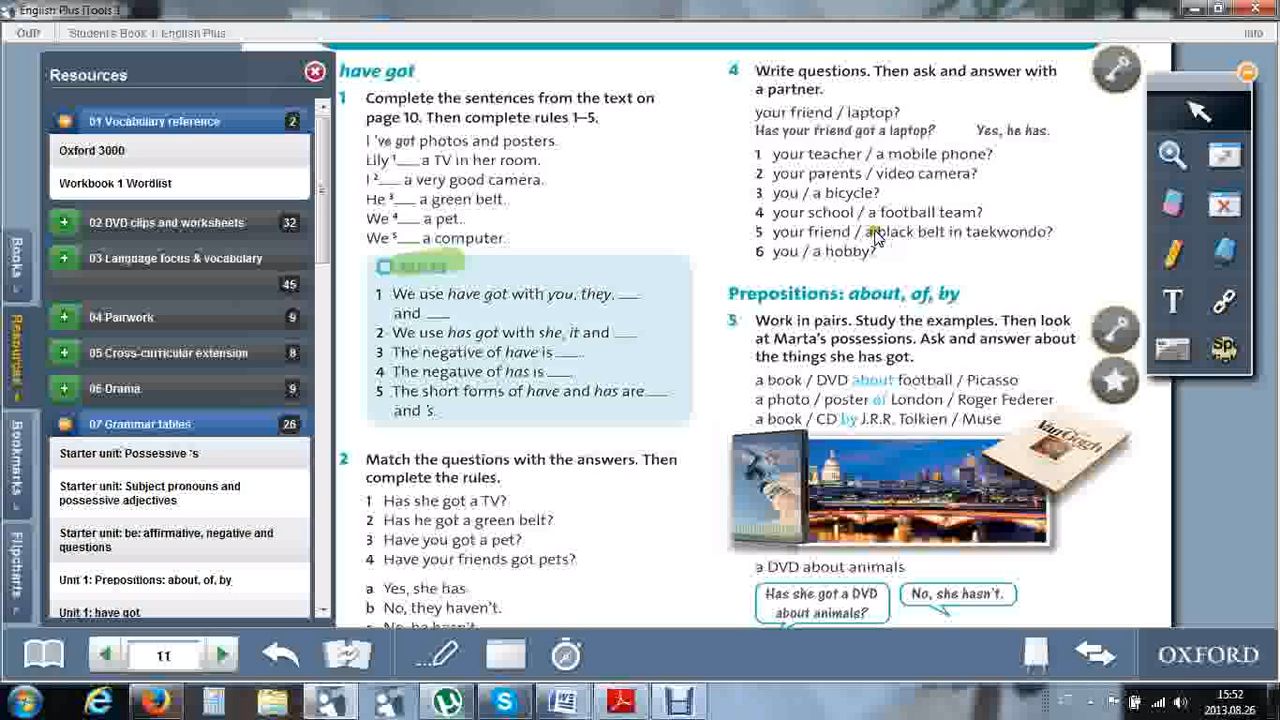 English Plus iTools 1
Quit
Student's Book 1: English Plus
Info
Resources
01 Vocabulary reference 2
Oxford 3000
Workbook 1 Wordlist
02 DVD clips and worksheets 32
03 Language focus & vocabulary
45
04 Pairwork 9
05 Cross-curricular extension 8
06 Drama 9
07 Grammar tables 26
Starter unit: Possessive 's
Starter unit: Subject pronouns and
possessive adjectives
Starter unit: be: affirmative, negative and
questions
Unit 1: Prepositions: about, of, by
Unit 1: have got
Books
Resources
Bookmarks
Flipcharts
have got
1 Complete the sentences from the text on
page 10. Then complete rules 1–5.
I 've got photos and posters.
Lily 1___ a TV in her room.
I 2___ a very good camera.
He 3___ a green belt.
We 4___ a pet.
We 5___ a computer.
1 We use have got with you, they, ___
and ___
2 We use has got with she, it and ___
3 The negative of have is ___.
4 The negative of has is ___.
5 The short forms of have and has are ___
and 's.
2 Match the questions with the answers. Then
complete the rules.
1 Has she got a TV?
2 Has he got a green belt?
3 Have you got a pet?
4 Have your friends got pets?
a Yes, she has.
b No, they haven't.
c No, he hasn't.
4 Write questions. Then ask and answer with
a partner.
your friend / laptop?
Has your friend got a laptop? Yes, he has.
1 your teacher / a mobile phone?
2 your parents / video camera?
3 you / a bicycle?
4 your school / a football team?
5 your friend / a black belt in taekwondo?
6 you / a hobby?
Prepositions: about, of, by
5 Work in pairs. Study the examples. Then look
at Marta's possessions. Ask and answer about
the things she has got.
a book / DVD about football / Picasso
a photo / poster of London / Roger Federer
a book / CD by J.R.R. Tolkien / Muse
Van Gogh
a DVD about animals
Has she got a DVD
about animals?
No, she hasn't.
T
Sp
11
OXFORD
15:52
2013.08.26